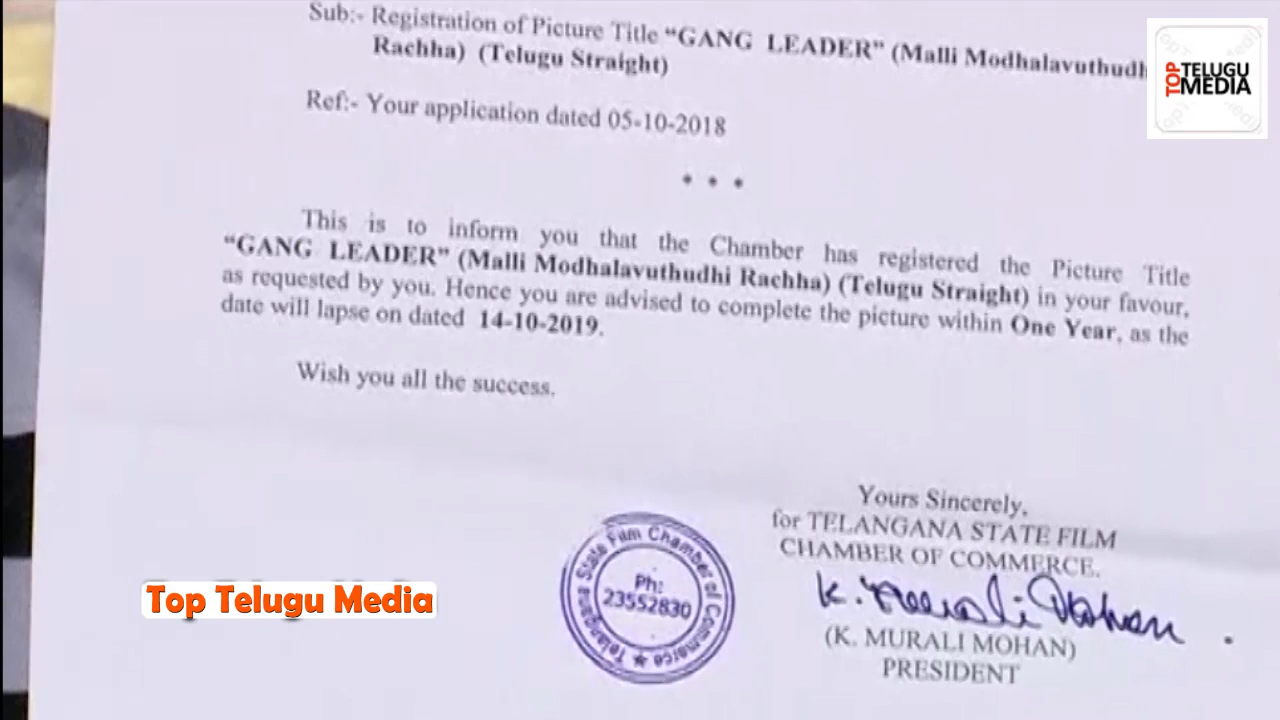 Sub:- Registration of Picture Title "GANG LEADER" (Malli Modhalavuthudhi
Rachha) (Telugu Straight)
Ref:- Your application dated 05-10-2018
* * *
This is to inform you that the Chamber has registered the Picture Title
"GANG LEADER" (Malli Modhalavuthudhi Rachha) (Telugu Straight) in your favour,
as requested by you. Hence you are advised to complete the picture within One Year, as the
date will lapse on dated 14-10-2019.
Wish you all the success.
Yours Sincerely,
for TELANGANA STATE FILM
CHAMBER OF COMMERCE.
K. Murali Mohan
(K. MURALI MOHAN)
PRESIDENT
Telangana State Film Chamber of Commerce
Ph:
23552830
Top Telugu Media
TOP TELUGU
MEDIA